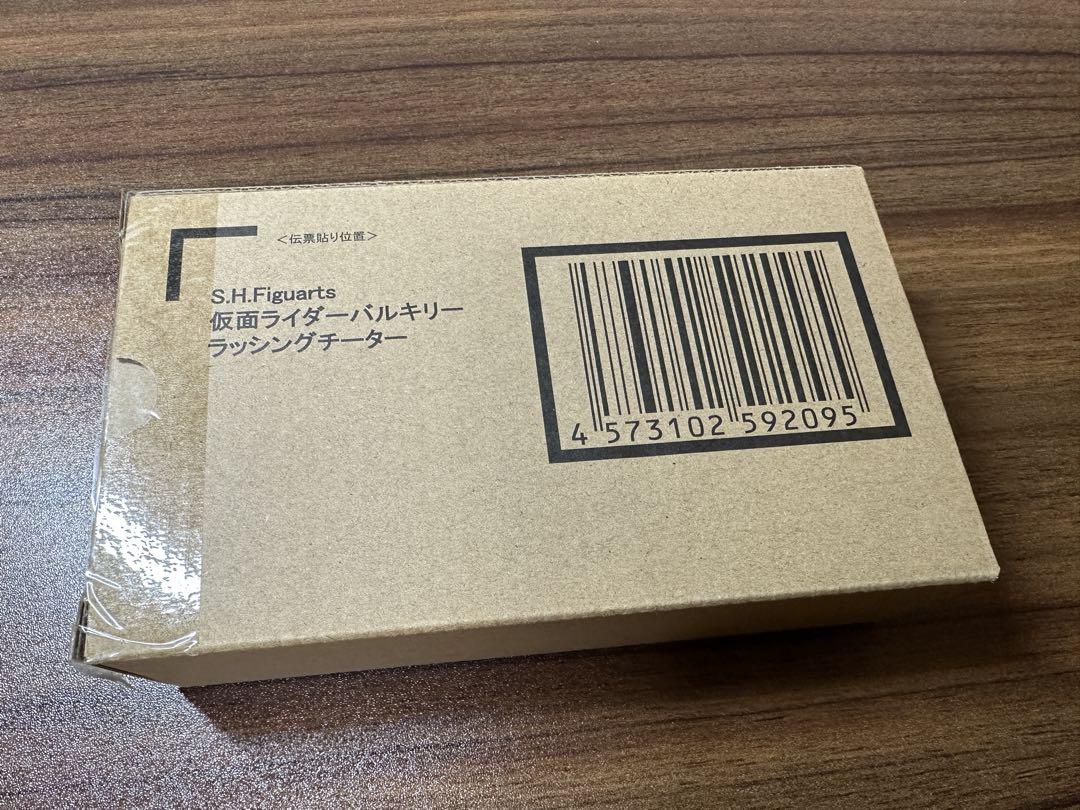 ＜伝票貼り位置＞
S.H.Figuarts
仮面ライダーバルキリー
ラッシングチーター
4 573102 592095